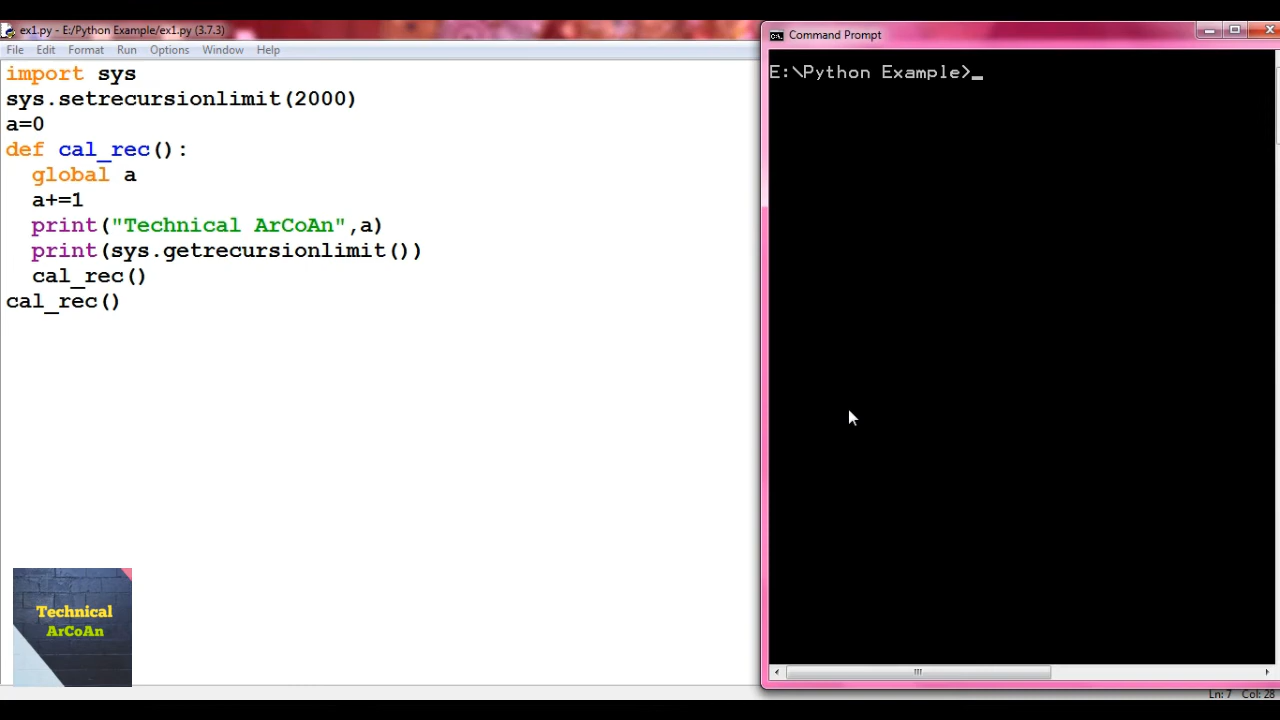 ex1.py - E:/Python Example/ex1.py (3.7.3)
File Edit Format Run Options Window Help
import sys
sys.setrecursionlimit(2000)
a=0
def cal_rec():
  global a
  a+=1
  print("Technical ArCoAn",a)
  print(sys.getrecursionlimit())
  cal_rec()
cal_rec()
Technical
ArCoAn
Command Prompt
E:\Python Example>_
Ln: 7 Col: 28